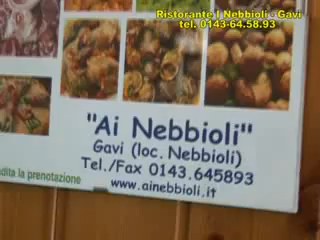 Ristorante I Nebbioli - Gavi
tel. 0143-64.58.93
"Ai Nebbioli"
Gavi (loc. Nebbioli)
Tel./Fax 0143.645893
www.ainebbioli.it
dita la prenotazione